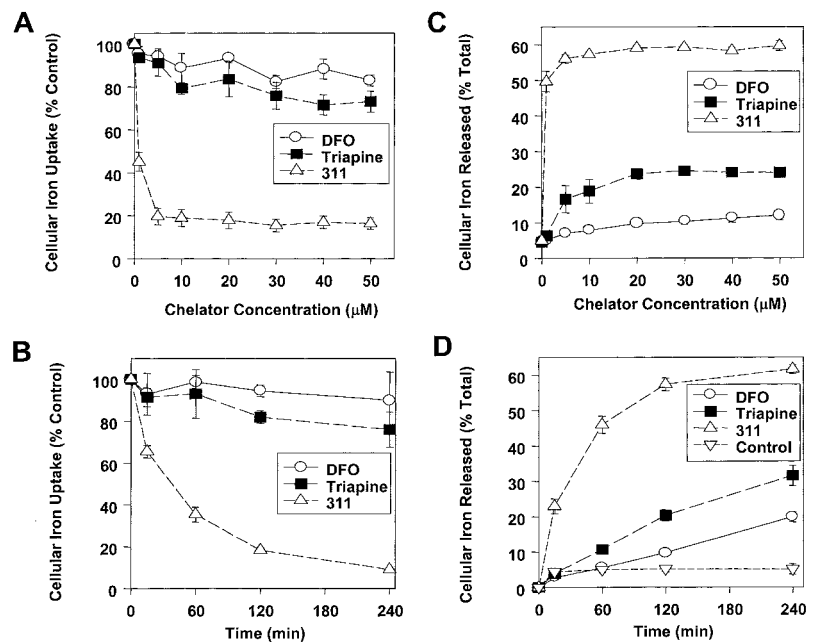 A
Cellular Iron Uptake (% Control)
100
80
60
40
20
0
DFO
Triapine
311
0 10 20 30 40 50
Chelator Concentration (μM)
C
Cellular Iron Released (% Total)
60
50
40
30
20
10
0
DFO
Triapine
311
0 10 20 30 40 50
Chelator Concentration (μM)
B
Cellular Iron Uptake (% Control)
100
80
60
40
20
0
DFO
Triapine
311
0 60 120 180 240
Time (min)
D
Cellular Iron Released (% Total)
60
50
40
30
20
10
0
DFO
Triapine
311
Control
0 60 120 180 240
Time (min)